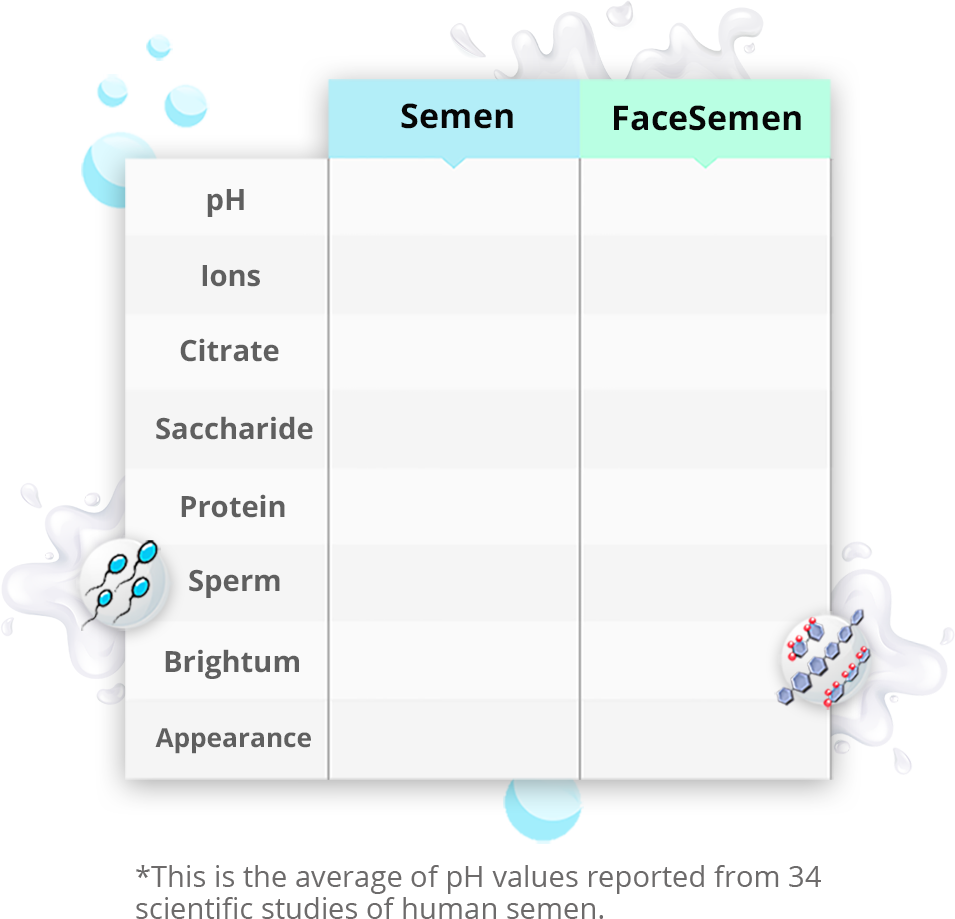 Semen FaceSemen
pH
Ions
Citrate
Saccharide
Protein
Sperm
Brightum
Appearance
*This is the average of pH values reported from 34
scientific studies of human semen.